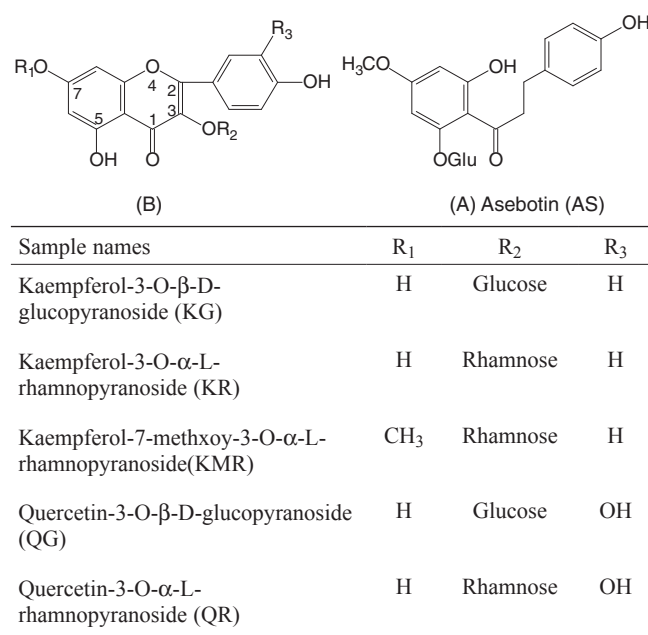 R1O
O
4
R3
OH
7
2
5
3
1
OR2
OH
O
(B)
H3CO
OH
OH
OGlu
O
(A) Asebotin (AS)
Sample names R1 R2 R3
Kaempferol-3-O-β-D- H Glucose H
glucopyranoside (KG)
Kaempferol-3-O-α-L- H Rhamnose H
rhamnopyranoside (KR)
Kaempferol-7-methxoy-3-O-α-L- CH3 Rhamnose H
rhamnopyranoside(KMR)
Quercetin-3-O-β-D-glucopyranoside H Glucose OH
(QG)
Quercetin-3-O-α-L- H Rhamnose OH
rhamnopyranoside (QR)